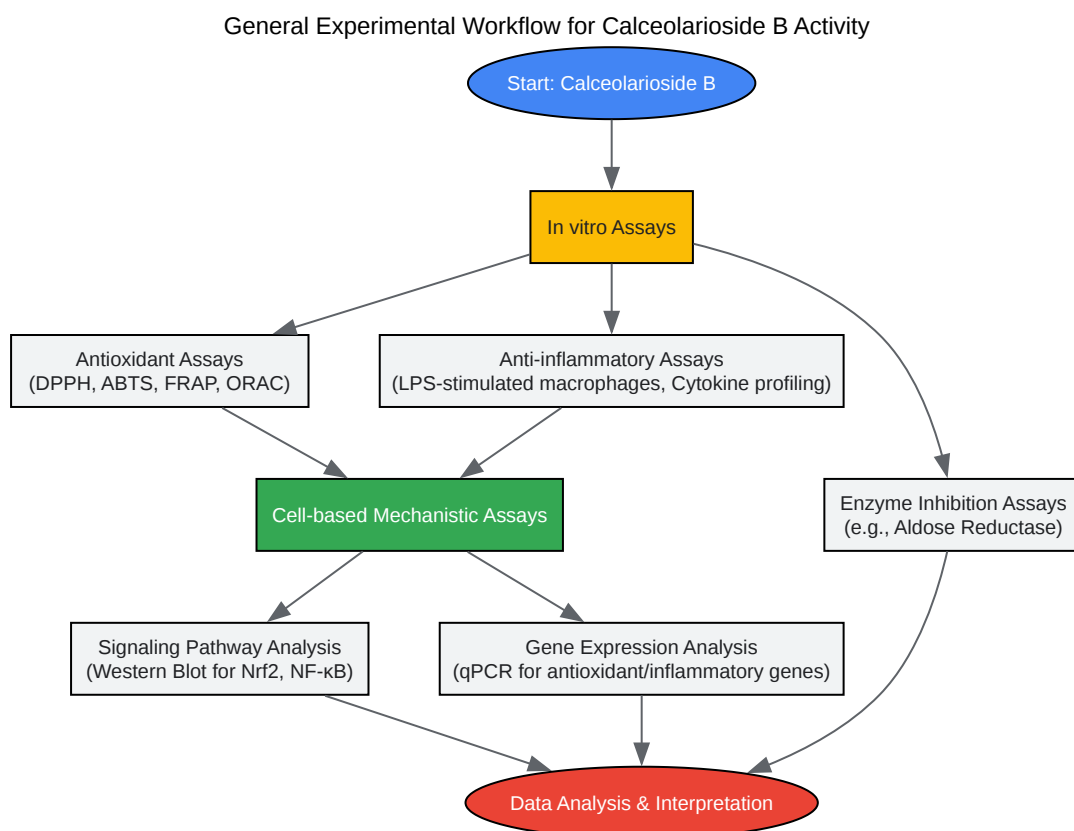 General Experimental Workflow for Calceolarioside B Activity
Start: Calceolarioside B
In vitro Assays
Antioxidant Assays
(DPPH, ABTS, FRAP, ORAC)
Anti-inflammatory Assays
(LPS-stimulated macrophages, Cytokine profiling)
Cell-based Mechanistic Assays
Enzyme Inhibition Assays
(e.g., Aldose Reductase)
Signaling Pathway Analysis
(Western Blot for Nrf2, NF-κB)
Gene Expression Analysis
(qPCR for antioxidant/inflammatory genes)
Data Analysis & Interpretation